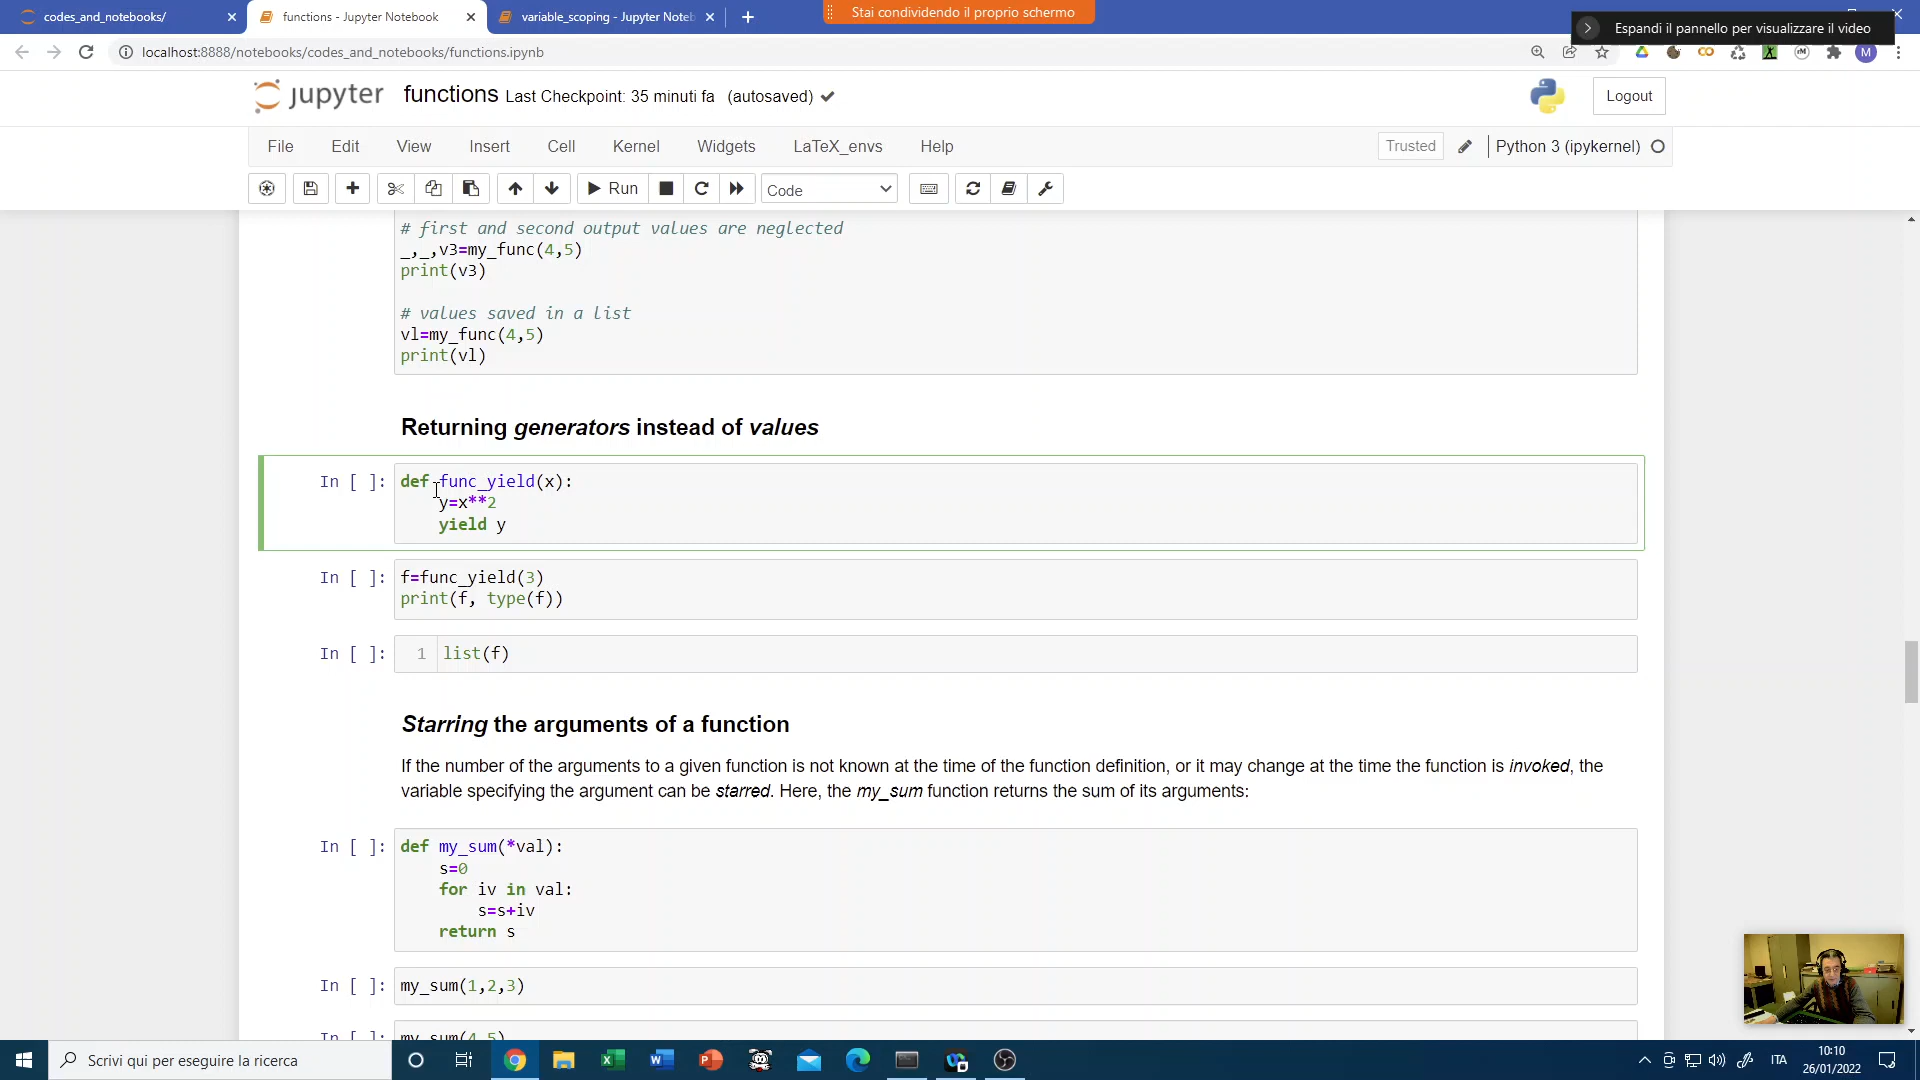 codes_and_notebooks/
functions - Jupyter Notebook
variable_scoping - Jupyter Noteb
Stai condividendo il proprio schermo
Espandi il pannello per visualizzare il video
localhost:8888/notebooks/codes_and_notebooks/functions.ipynb
M
jupyter functions Last Checkpoint: 35 minuti fa (autosaved)
Logout
File Edit View Insert Cell Kernel Widgets LaTeX_envs Help
Trusted
Python 3 (ipykernel)
Run
Code
# first and second output values are neglected
_,_,v3=my_func(4,5)
print(v3)
# values saved in a list
vl=my_func(4,5)
print(vl)
Returning generators instead of values
In [ ]: def func_yield(x):
y=x**2
yield y
In [ ]: f=func_yield(3)
print(f, type(f))
In [ ]: 1 list(f)
Starring the arguments of a function
If the number of the arguments to a given function is not known at the time of the function definition, or it may change at the time the function is invoked, the
variable specifying the argument can be starred. Here, the my_sum function returns the sum of its arguments:
In [ ]: def my_sum(*val):
s=0
for iv in val:
s=s+iv
return s
In [ ]: my_sum(1,2,3)
In [ ]: my_sum(4,5)
Scrivi qui per eseguire la ricerca
ITA
10:10
26/01/2022